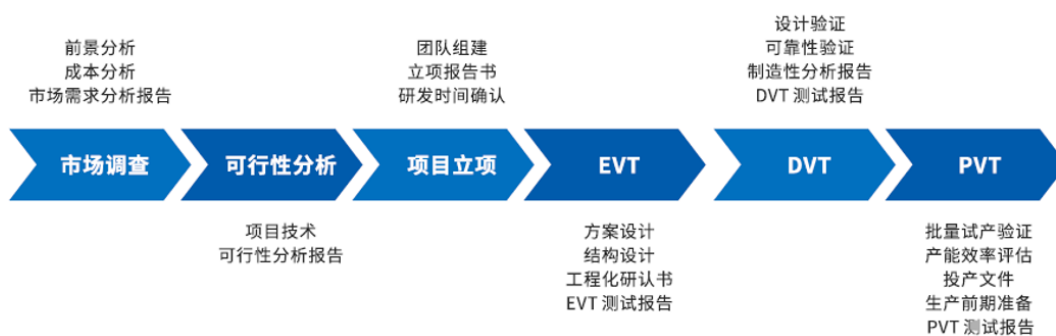 前景分析
成本分析
市场需求分析报告
团队组建
立项报告书
研发时间确认
设计验证
可靠性验证
制造性分析报告
DVT 测试报告
市场调查
可行性分析
项目立项
EVT
DVT
PVT
项目技术
可行性分析报告
方案设计
结构设计
工程化研认书
EVT 测试报告
批量试产验证
产能效率评估
投产文件
生产前期准备
PVT 测试报告